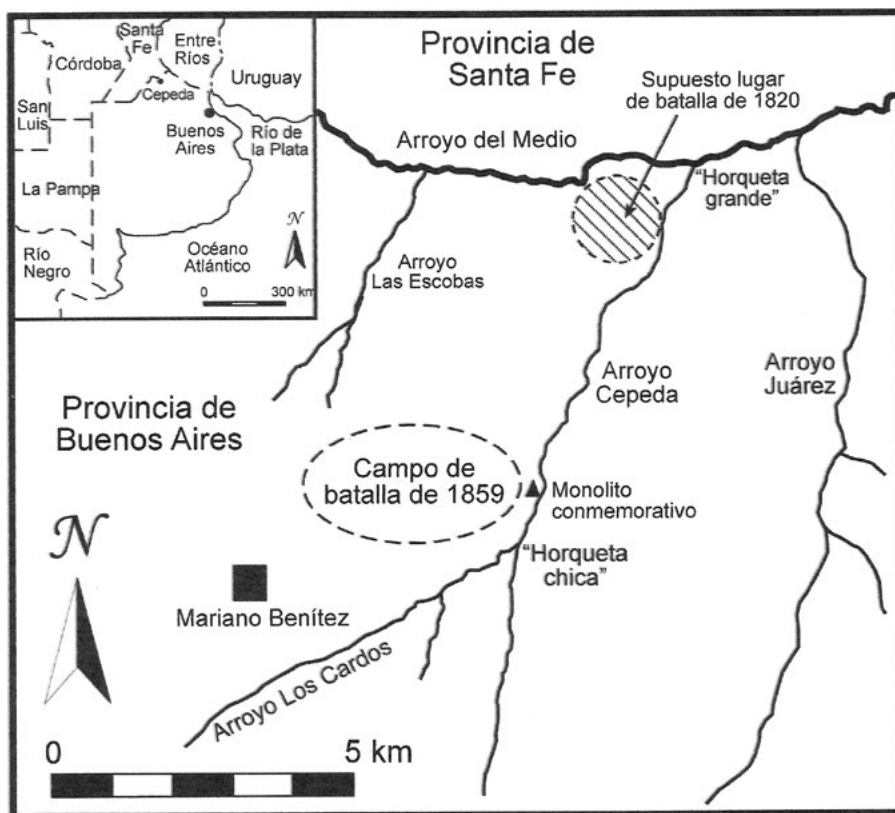 Santa
Fe
Entre
Ríos
Córdoba
Uruguay
Cepeda
San
Luis
Buenos
Aires
Río de
la Plata
La Pampa
N
Río
Negro
Océano
Atlántico
0 300 km
Provincia de
Santa Fe
Supuesto lugar
de batalla de 1820
Arroyo del Medio
"Horqueta
grande"
Arroyo
Las Escobas
Arroyo
Cepeda
Arroyo
Juárez
Provincia de
Buenos Aires
Campo de
batalla de 1859
Monolito
conmemorativo
N
"Horqueta
chica"
Mariano Benítez
Arroyo Los Cardos
0 5 km